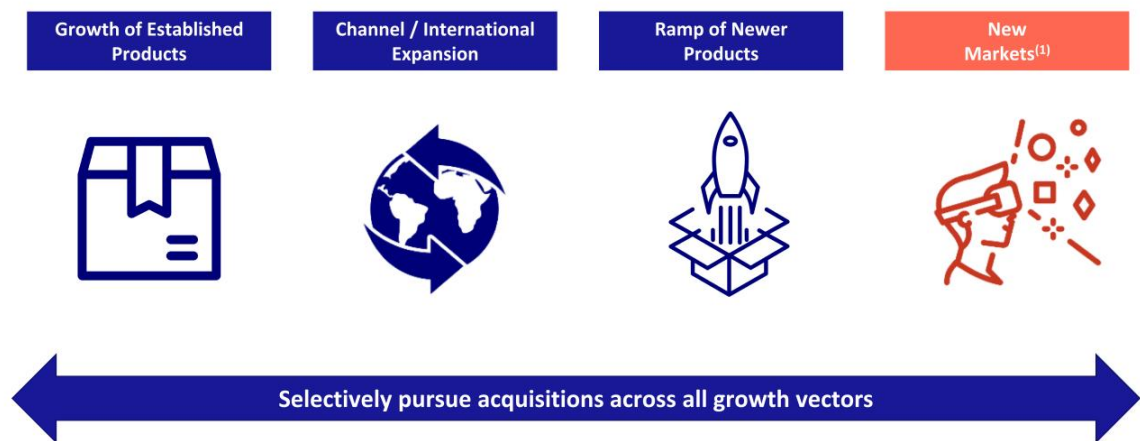 Growth of Established
Products
Channel / International
Expansion
Ramp of Newer
Products
New
Markets(1)
Selectively pursue acquisitions across all growth vectors